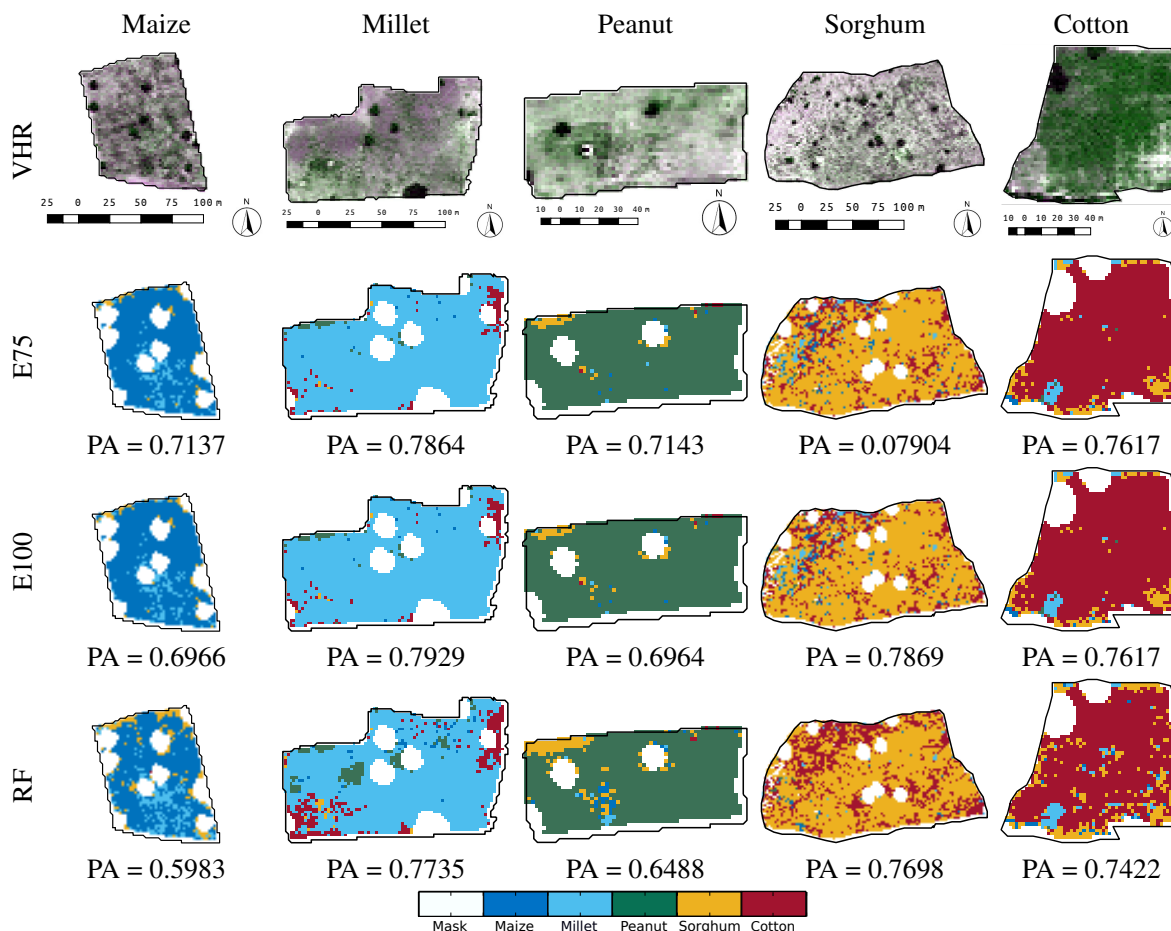 Maize Millet Peanut Sorghum Cotton
VHR
N
25 0 25 50 75 100 m
N
25 0 25 50 75 100 m
N
10 0 10 20 30 40 m
N
25 0 25 50 75 100 m
N
10 0 10 20 30 40 m
E75
PA = 0.7137 PA = 0.7864 PA = 0.7143 PA = 0.07904 PA = 0.7617
E100
PA = 0.6966 PA = 0.7929 PA = 0.6964 PA = 0.7869 PA = 0.7617
RF
PA = 0.5983 PA = 0.7735 PA = 0.6488 PA = 0.7698 PA = 0.7422
Mask Maize Millet Peanut Sorghum Cotton